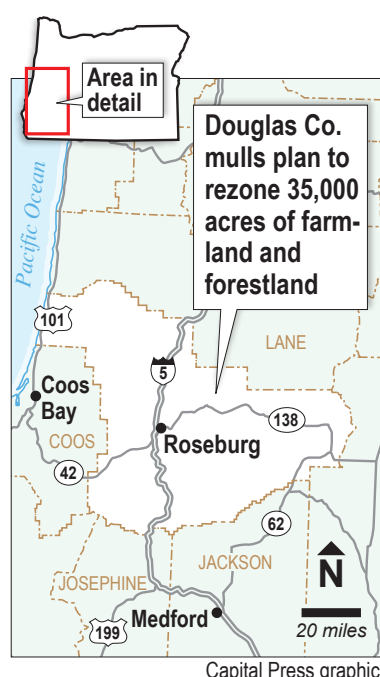 Area in
detail
Douglas Co.
mulls plan to
rezone 35,000
acres of farm-
land and
forestland
Pacific Ocean
101
LANE
5
Coos
Bay
138
COOS
Roseburg
42
62
N
JACKSON
JOSEPHINE
Medford
20 miles
199
Capital Press graphic